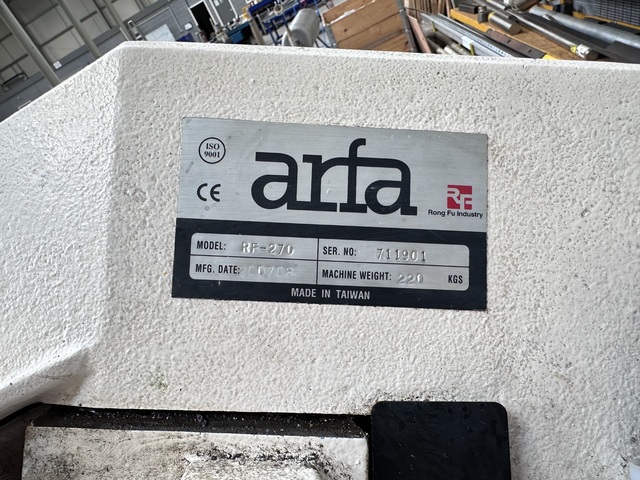 ISO
9001
CE
arfa
RF
Rong Fu Industry
MODEL: RF-270
SER. NO: 711901
MFG. DATE:
MACHINE WEIGHT: 220 KGS
MADE IN TAIWAN